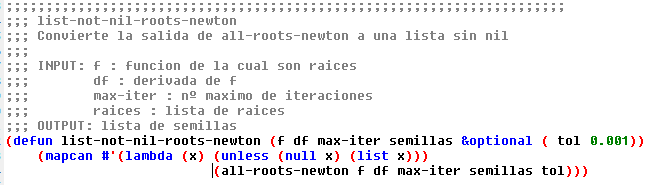 ;;;;;;;;;;;;;;;;;;;;;;;;;;;;;;;;;;;;;;;;;;;;;;;;;;;;;;;;;;;;;;;;;;;;;;
;;; list-not-nil-roots-newton
;;; Convierte la salida de all-roots-newton a una lista sin nil
;;;
;;; INPUT: f : funcion de la cual son raices
;;; df : derivada de f
;;; max-iter : nº maximo de iteraciones
;;; raices : lista de raices
;;; OUTPUT: lista de semillas
(defun list-not-nil-roots-newton (f df max-iter semillas &optional ( tol 0.001))
(mapcan #'(lambda (x) (unless (null x) (list x)))
(all-roots-newton f df max-iter semillas tol)))